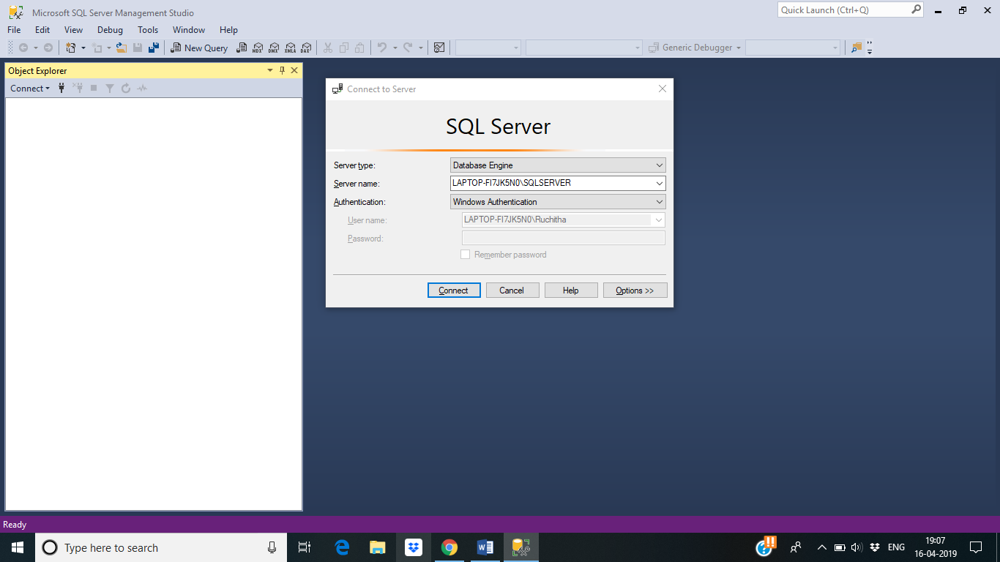 Microsoft SQL Server Management Studio
Quick Launch (Ctrl+Q)
File Edit View Debug Tools Window Help
New Query MDX DMX XMLA DAX Generic Debugger
Object Explorer
Connect
Connect to Server
SQL Server
Server type: Database Engine
Server name: LAPTOP-FI7JK5N0\SQLSERVER
Authentication: Windows Authentication
User name: LAPTOP-FI7JK5N0\Ruchitha
Password:
Remember password
Connect Cancel Help Options >>
Ready
Type here to search
ENG
19:07
16-04-2019